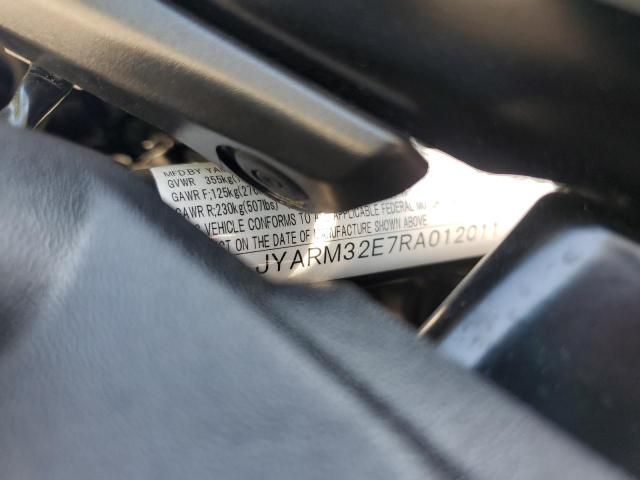 MFD BY YA
GVWR 355kg(
GAWR F:125kg(276
GAWR R:230kg(507lbs)
VEHICLE CONFORMS TO APPLICABLE FEDERAL
ON THE DATE OF MANUFACTURE SHOWN ABOVE
JYARM32E7RA012011